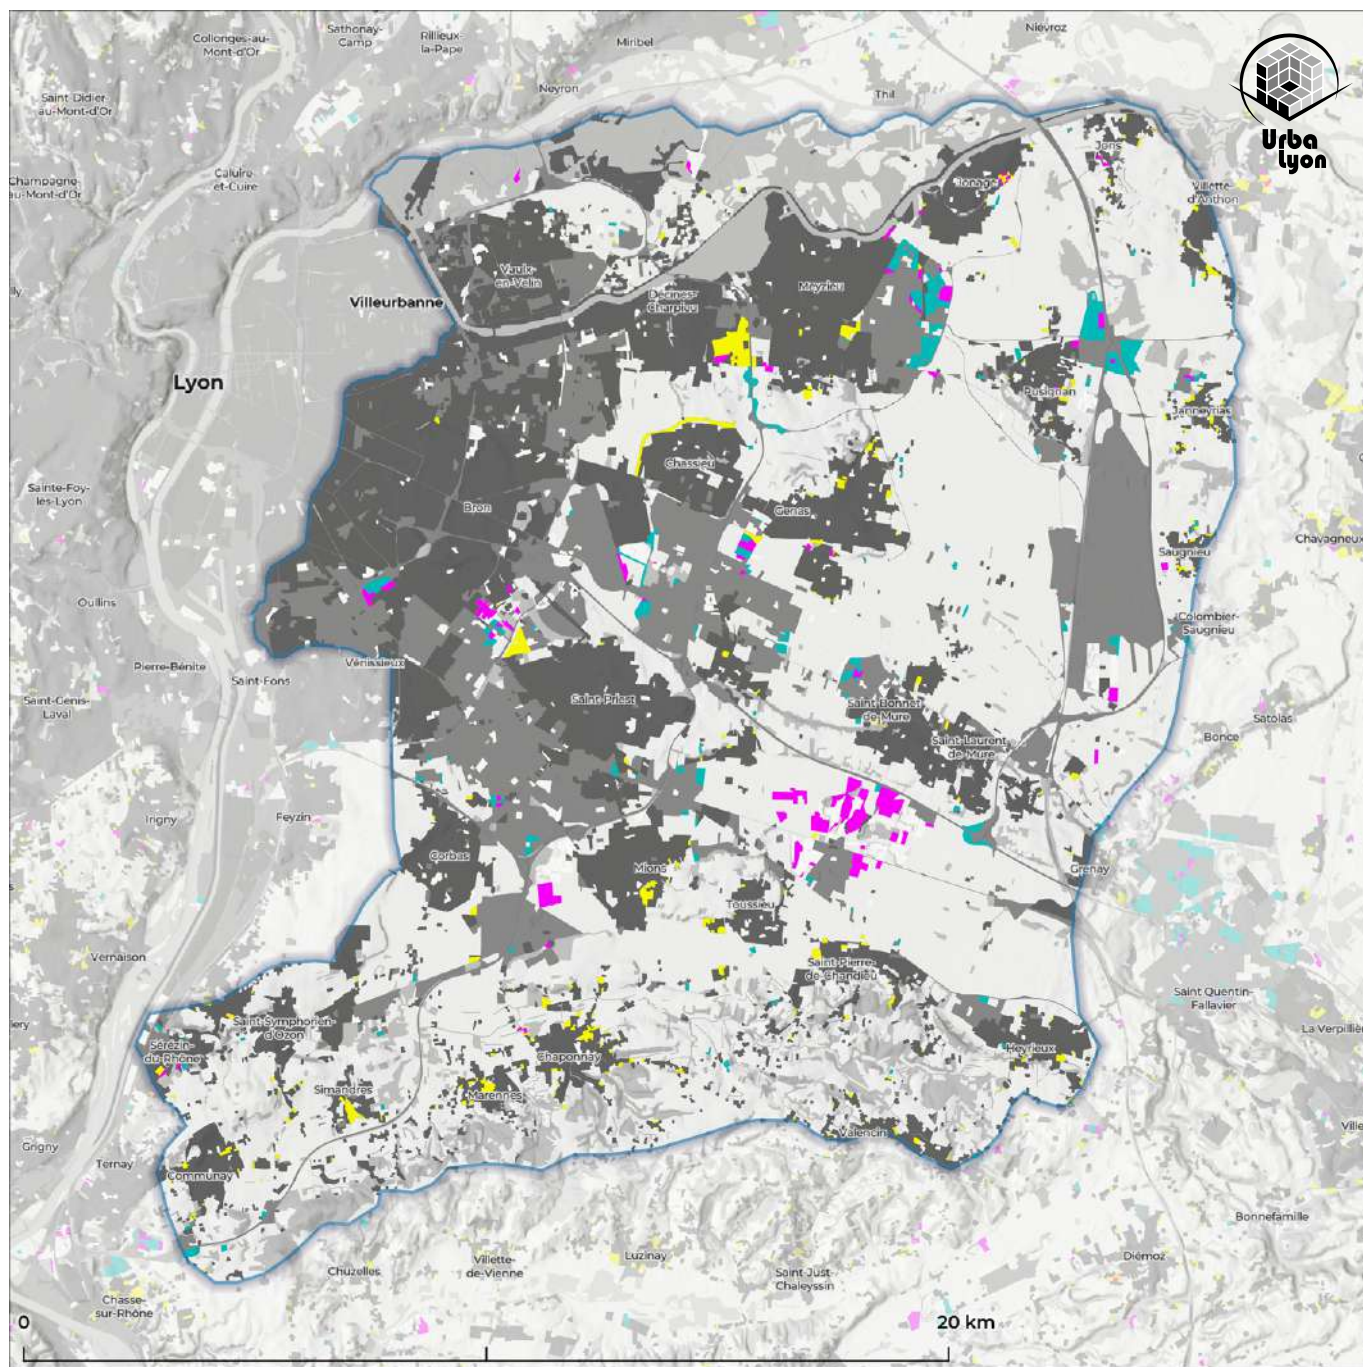 Collonges-au-
Mont-d'Or
Sathonay-
Camp
Rillieux-
la-Pape
Miribel
Niévroz
Neyron
Thil
Saint-Didier-
au-Mont-d'Or
Urba
Lyon
Jons
Caluire-
et-Cuire
Champagne-
au-Mont-d'Or
Jonage
Villette-
d'Anthon
Vaulx-
en-Velin
Meyzieu
Villeurbanne
Décines-
Charpieu
Lyon
Pusignan
Janneyrias
Chassieu
Sainte-Foy-
lès-Lyon
Bron
Genas
Chavagneux
Saugnieu
Oullins
Colombier-
Saugnieu
Pierre-Bénite
Vénissieux
Saint-Fons
Saint-Genis-
Laval
Saint-Priest
Saint-Bonnet-
de-Mure
Satolas
Bonce
Saint-Laurent-
de-Mure
Irigny
Feyzin
Corbas
Mions
Grenay
Toussieu
Vernaison
Saint-Pierre-
de-Chandieu
Saint-Quentin-
Fallavier
La Verpillière
Saint-Symphorien-
d'Ozon
Sérézin-
du-Rhône
Chaponnay
Heyrieux
Simandres
Marennes
Grigny
Valencin
Ternay
Communay
Bonnefamille
Luzinay
Diémoz
Chuzelles
Villette-
de-Vienne
Saint-Just-
Chaleyssin
Chasse-
sur-Rhône
0
20 km